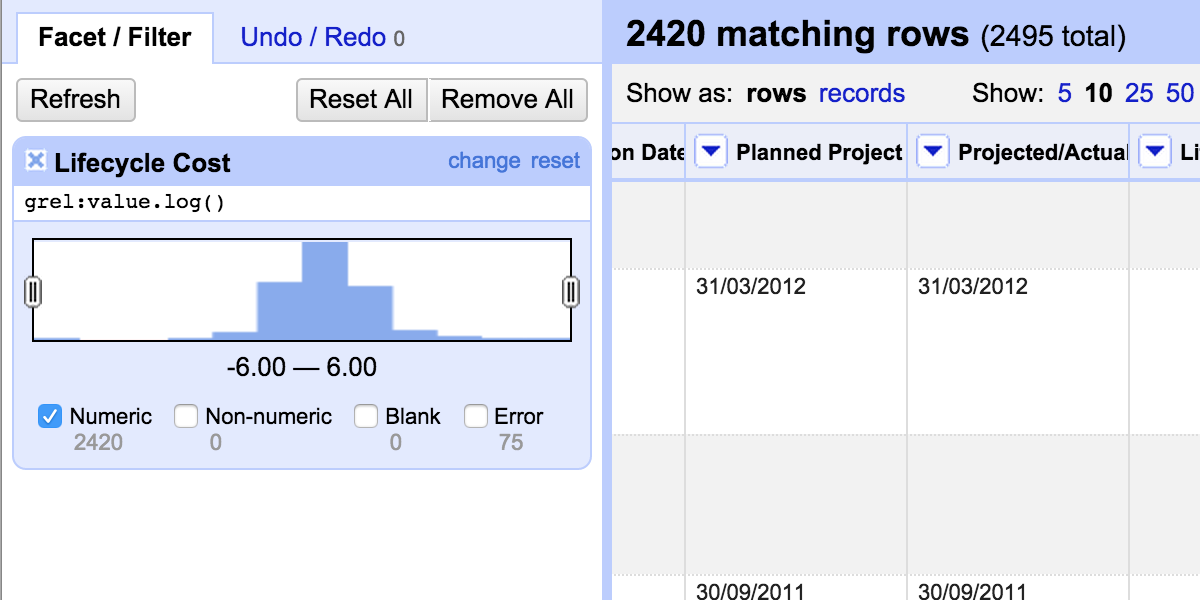 Facet / Filter
Undo / Redo 0
Refresh
Reset All
Remove All
Lifecycle Cost
change reset
grel:value.log()
-6.00 — 6.00
Numeric
Non-numeric
Blank
Error
2420
0
0
75
2420 matching rows (2495 total)
Show as: rows records
Show: 5 10 25 50
on Date
Planned Project
Projected/Actual
Li
31/03/2012
31/03/2012
30/09/2011
30/09/2011